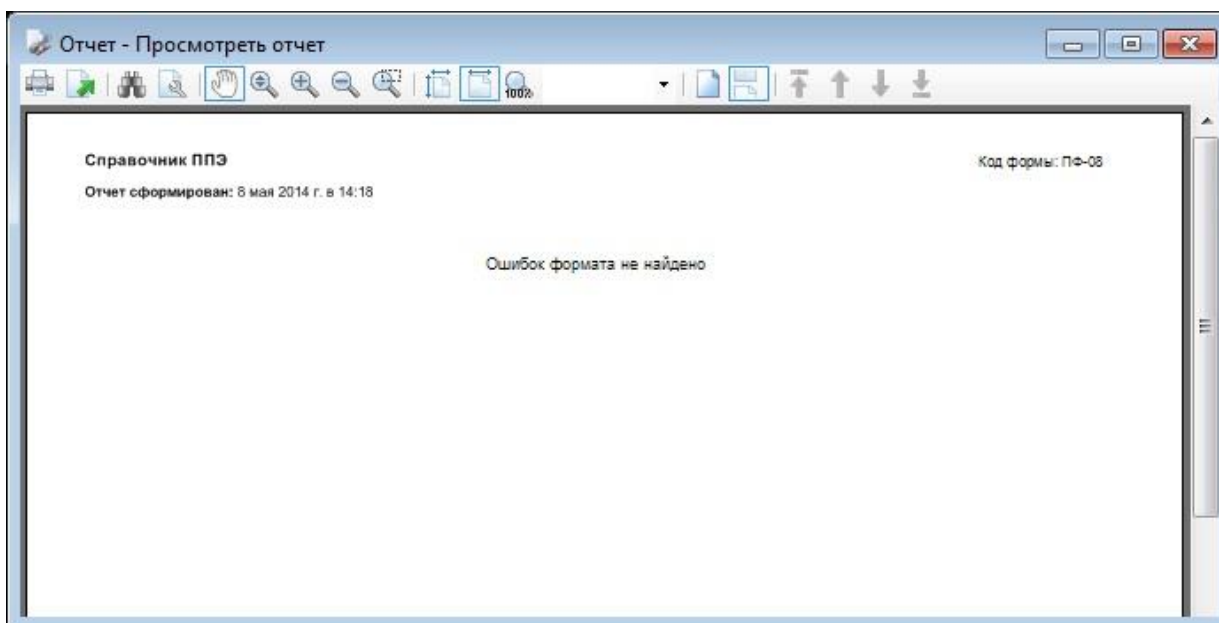 Отчет - Просмотреть отчет
100%
Справочник ППЭ
Код формы: ПФ-08
Отчет сформирован: 8 мая 2014 г. в 14:18
Ошибок формата не найдено